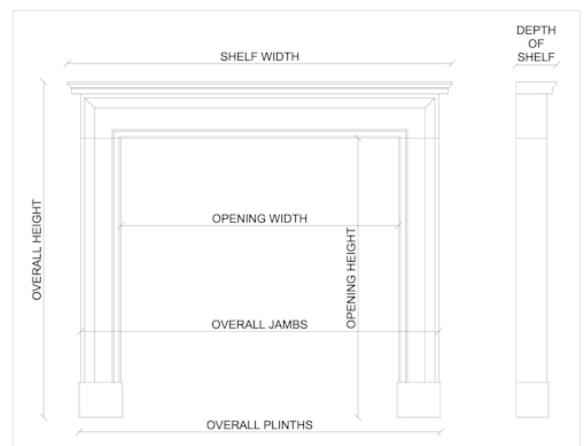 DEPTH
OF
SHELF
SHELF WIDTH
OVERALL HEIGHT
OPENING WIDTH
OPENING HEIGHT
OVERALL JAMBS
OVERALL PLINTHS